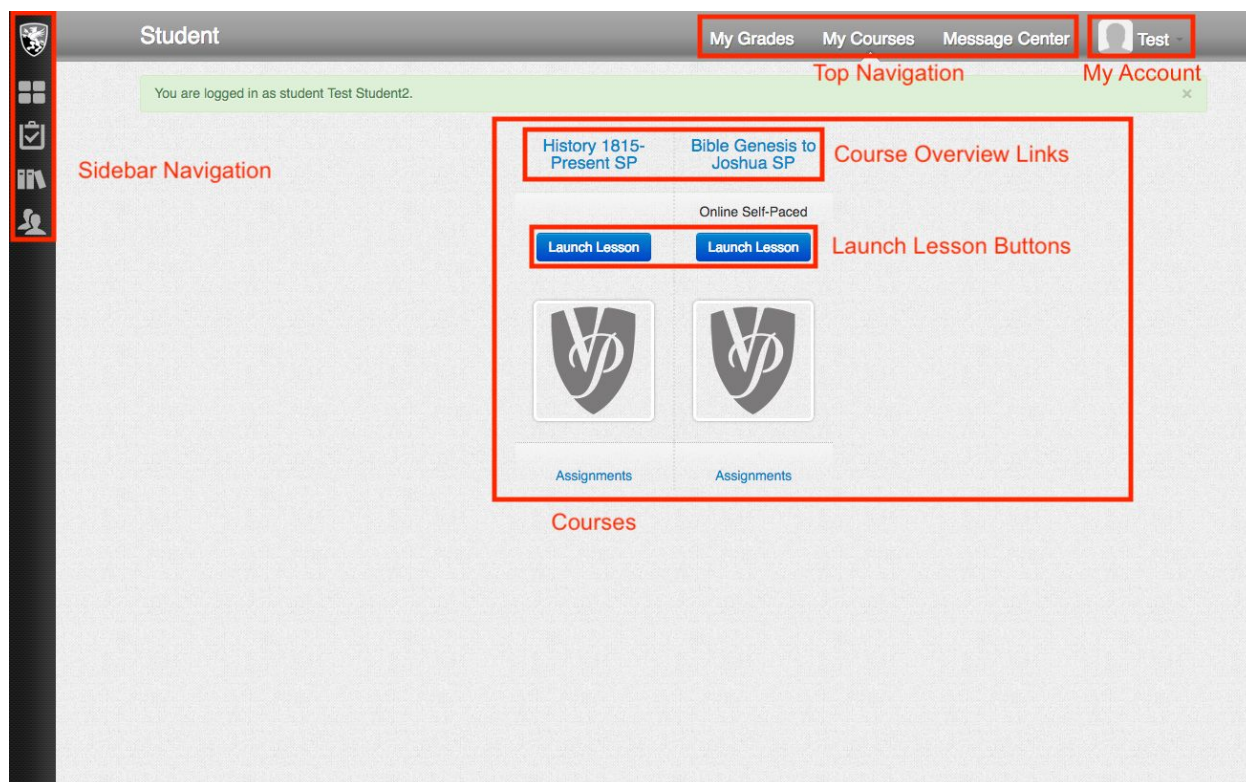 Student
My Grades My Courses Message Center Test
Top Navigation My Account
You are logged in as student Test Student2. ×
Sidebar Navigation
History 1815-
Present SP
Bible Genesis to
Joshua SP
Course Overview Links
Online Self-Paced
Launch Lesson Launch Lesson
Launch Lesson Buttons
VP VP
Assignments Assignments
Courses